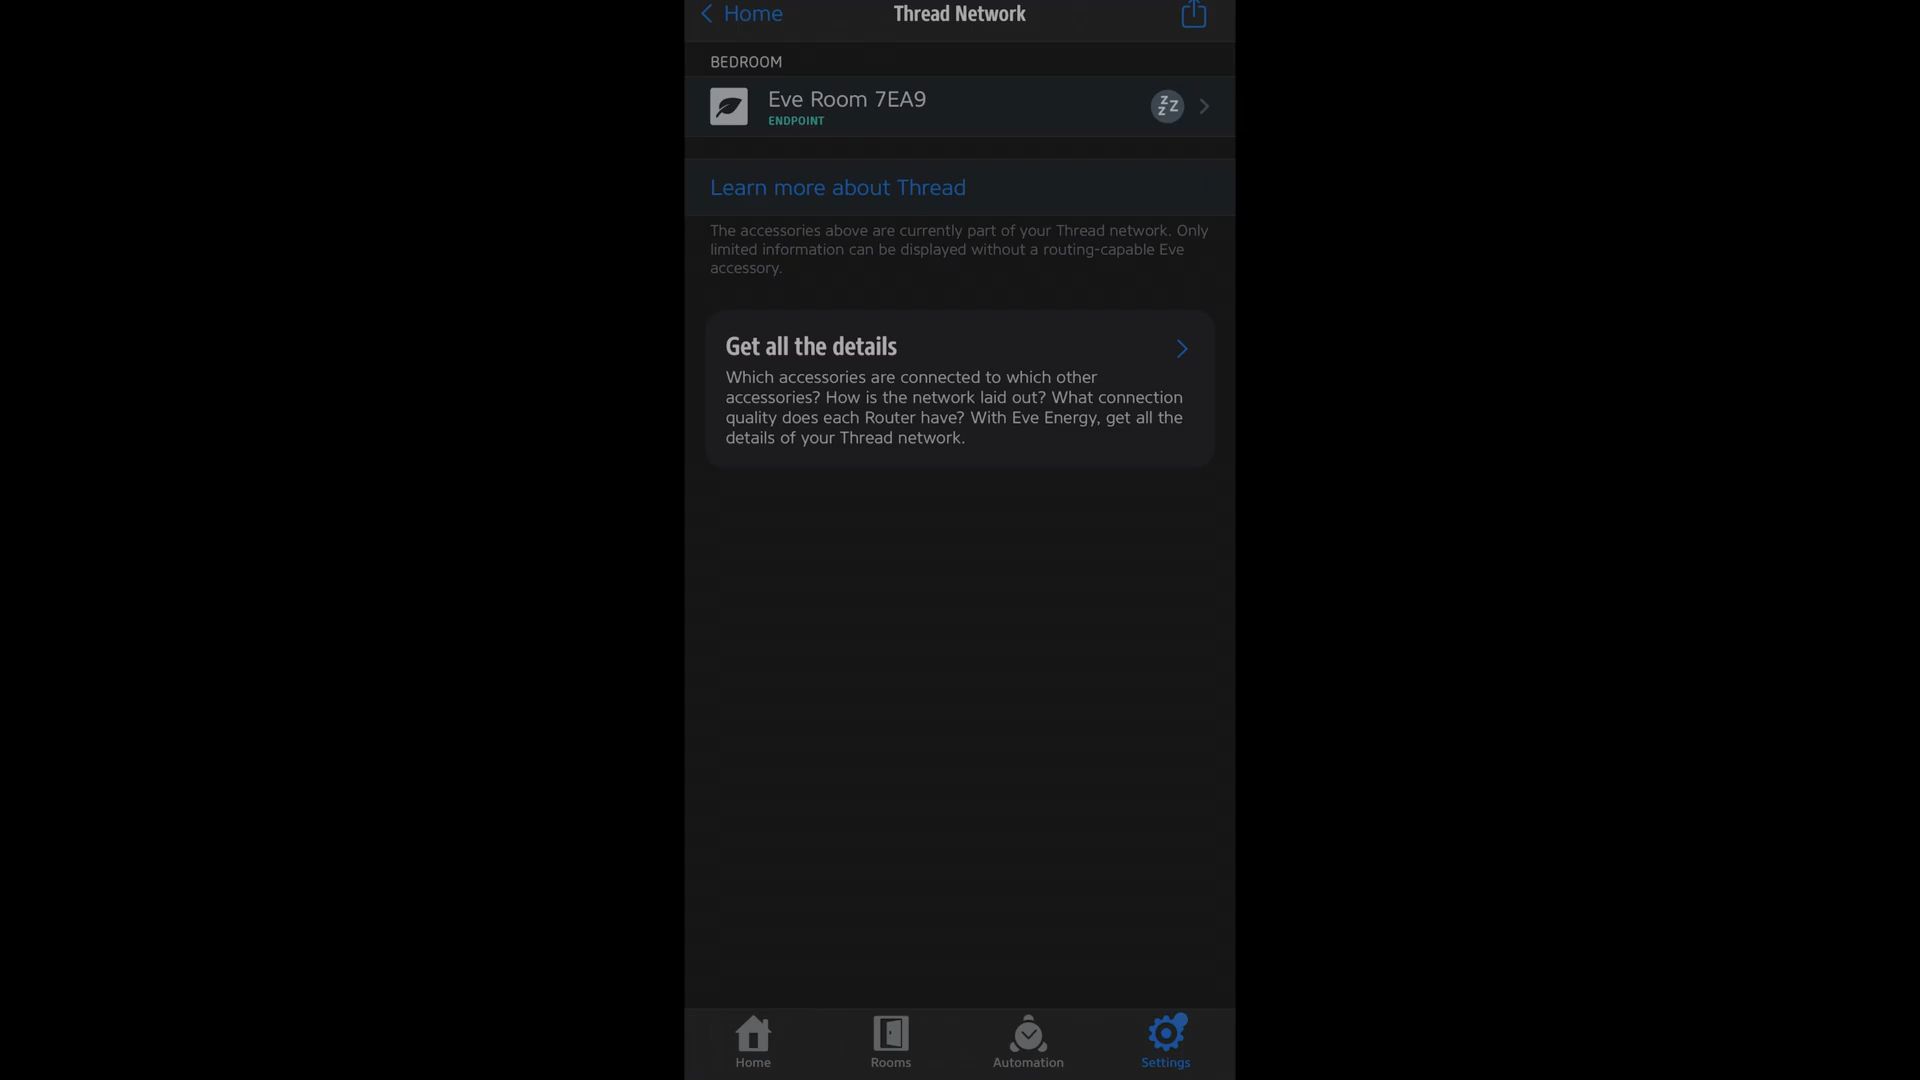 Home
Thread Network
BEDROOM
Eve Room 7EA9
ENDPOINT
zzz
Learn more about Thread
The accessories above are currently part of your Thread network. Only
limited information can be displayed without a routing-capable Eve
accessory.
Get all the details
Which accessories are connected to which other
accessories? How is the network laid out? What connection
quality does each Router have? With Eve Energy, get all the
details of your Thread network.
Home
Rooms
Automation
Settings